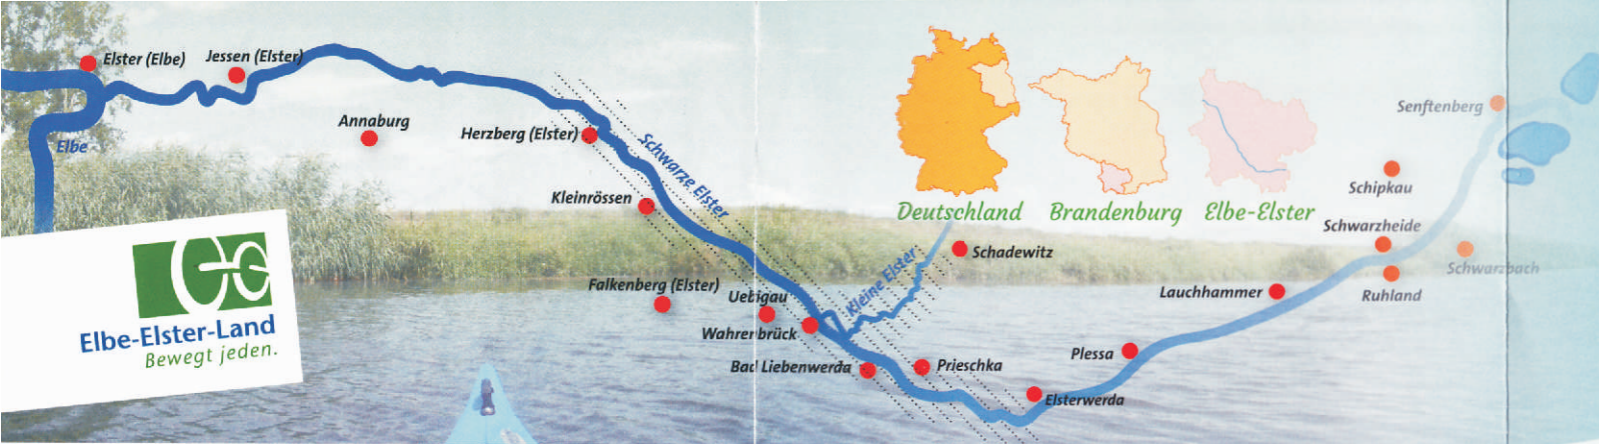 Elster (Elbe)
Jessen (Elster)
Annaburg
Herzberg (Elster)
Elbe
Schwarze Elster
Kleinrössen
Deutschland
Brandenburg
Elbe-Elster
Senftenberg
Schipkau
Schwarzheide
Schwarzbach
Ruhland
Lauchhammer
Schadewitz
Kleine Elster
Falkenberg (Elster)
Uebigau
Wahrenbrück
Bad Liebenwerda
Prieschka
Plessa
Elsterwerda
Elbe-Elster-Land
Bewegt jeden.